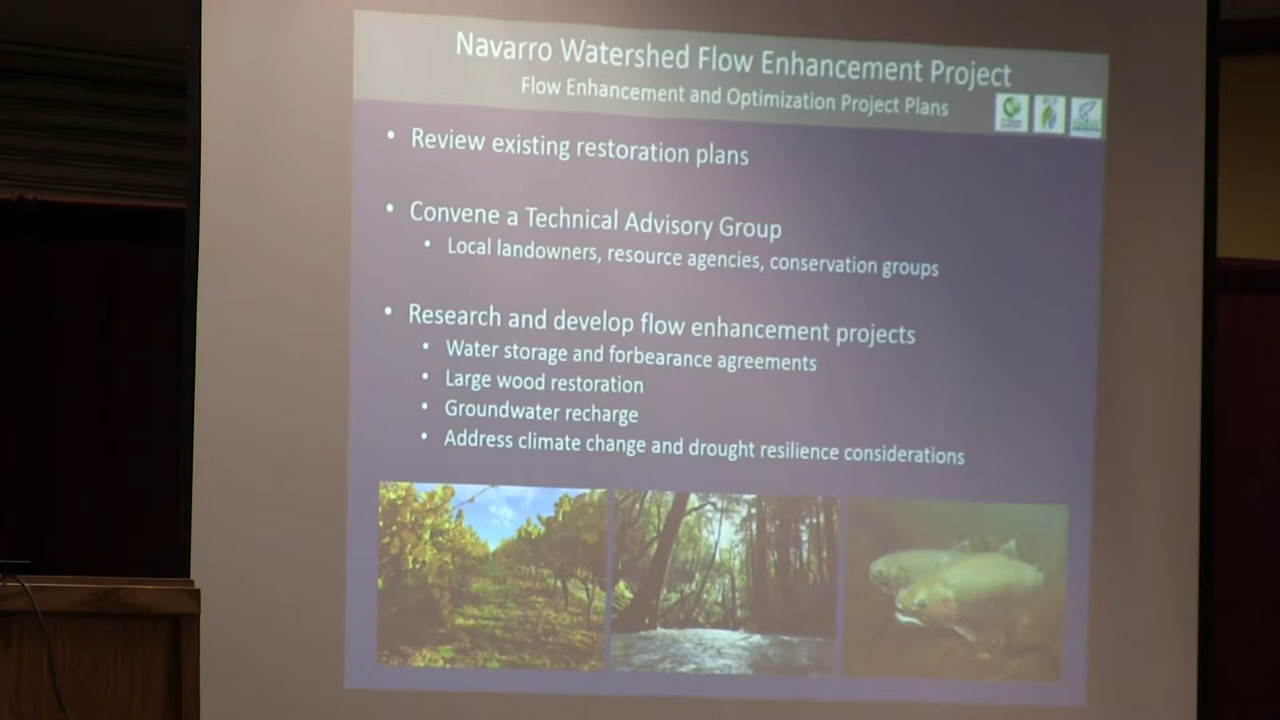 Navarro Watershed Flow Enhancement Project
Flow Enhancement and Optimization Project Plans
• Review existing restoration plans
• Convene a Technical Advisory Group
• Local landowners, resource agencies, conservation groups
• Research and develop flow enhancement projects
• Water storage and forbearance agreements
• Large wood restoration
• Groundwater recharge
• Address climate change and drought resilience considerations